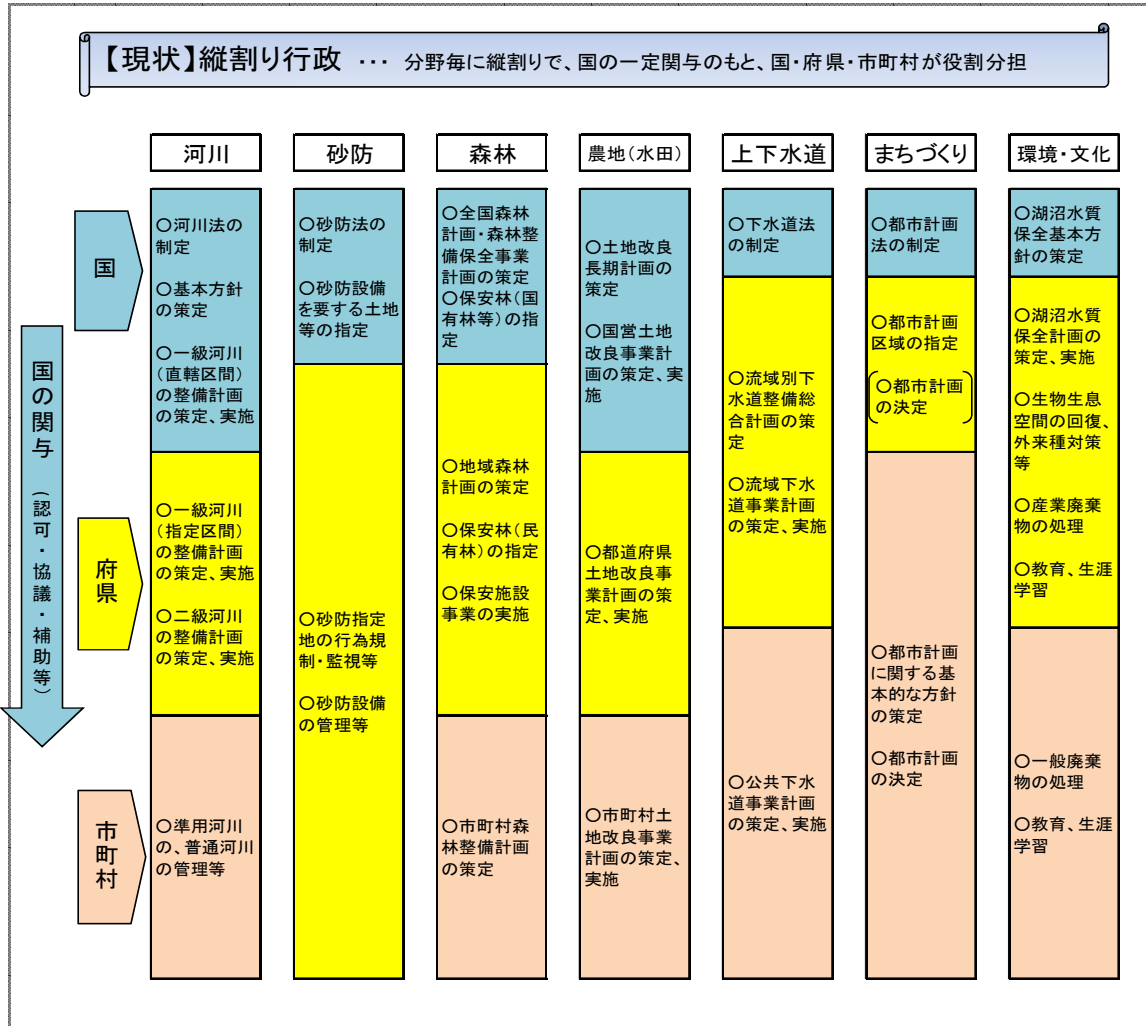 【現状】縦割り行政 ・・・ 分野毎に縦割りで、国の一定関与のもと、国・府県・市町村が役割分担
河川
砂防
森林
農地(水田)
上下水道
まちづくり
環境・文化
国
府県
市町村
国の関与
(認可・協議・補助等)
○河川法の
制定
○基本方針
の策定
○一級河川
(直轄区間)
の整備計画
の策定、実施
○一級河川
(指定区間)
の整備計画
の策定、実施
○二級河川
の整備計画
の策定、実施
○準用河川
の、普通河川
の管理等
○砂防法の
制定
○砂防設備
を要する土地
等の指定
○砂防指定
地の行為規
制・監視等
○砂防設備
の管理等
○全国森林
計画・森林整
備保全事業
計画の策定
○保安林(国
有林等)の指
定
○地域森林
計画の策定
○保安林(民
有林)の指定
○保安施設
事業の実施
○市町村森
林整備計画
の策定
○土地改良
長期計画の
策定
○国営土地
改良事業計
画の策定、実
施
○都道府県
土地改良事
業計画の策
定、実施
○市町村土
地改良事業
計画の策定、
実施
○下水道法
の制定
○流域別下
水道整備総
合計画の策
定
○流域下水
道事業計画
の策定、実施
○公共下水
道事業計画
の策定、実施
○都市計画
法の制定
○都市計画
区域の指定
(○都市計画
の決定)
○都市計画
に関する基
本的な方針
の策定
○都市計画
の決定
○湖沼水質
保全基本方
針の策定
○湖沼水質
保全計画の
策定、実施
○生物生息
空間の回復、
外来種対策
等
○産業廃棄
物の処理
○教育、生涯
学習
○一般廃棄
物の処理
○教育、生涯
学習